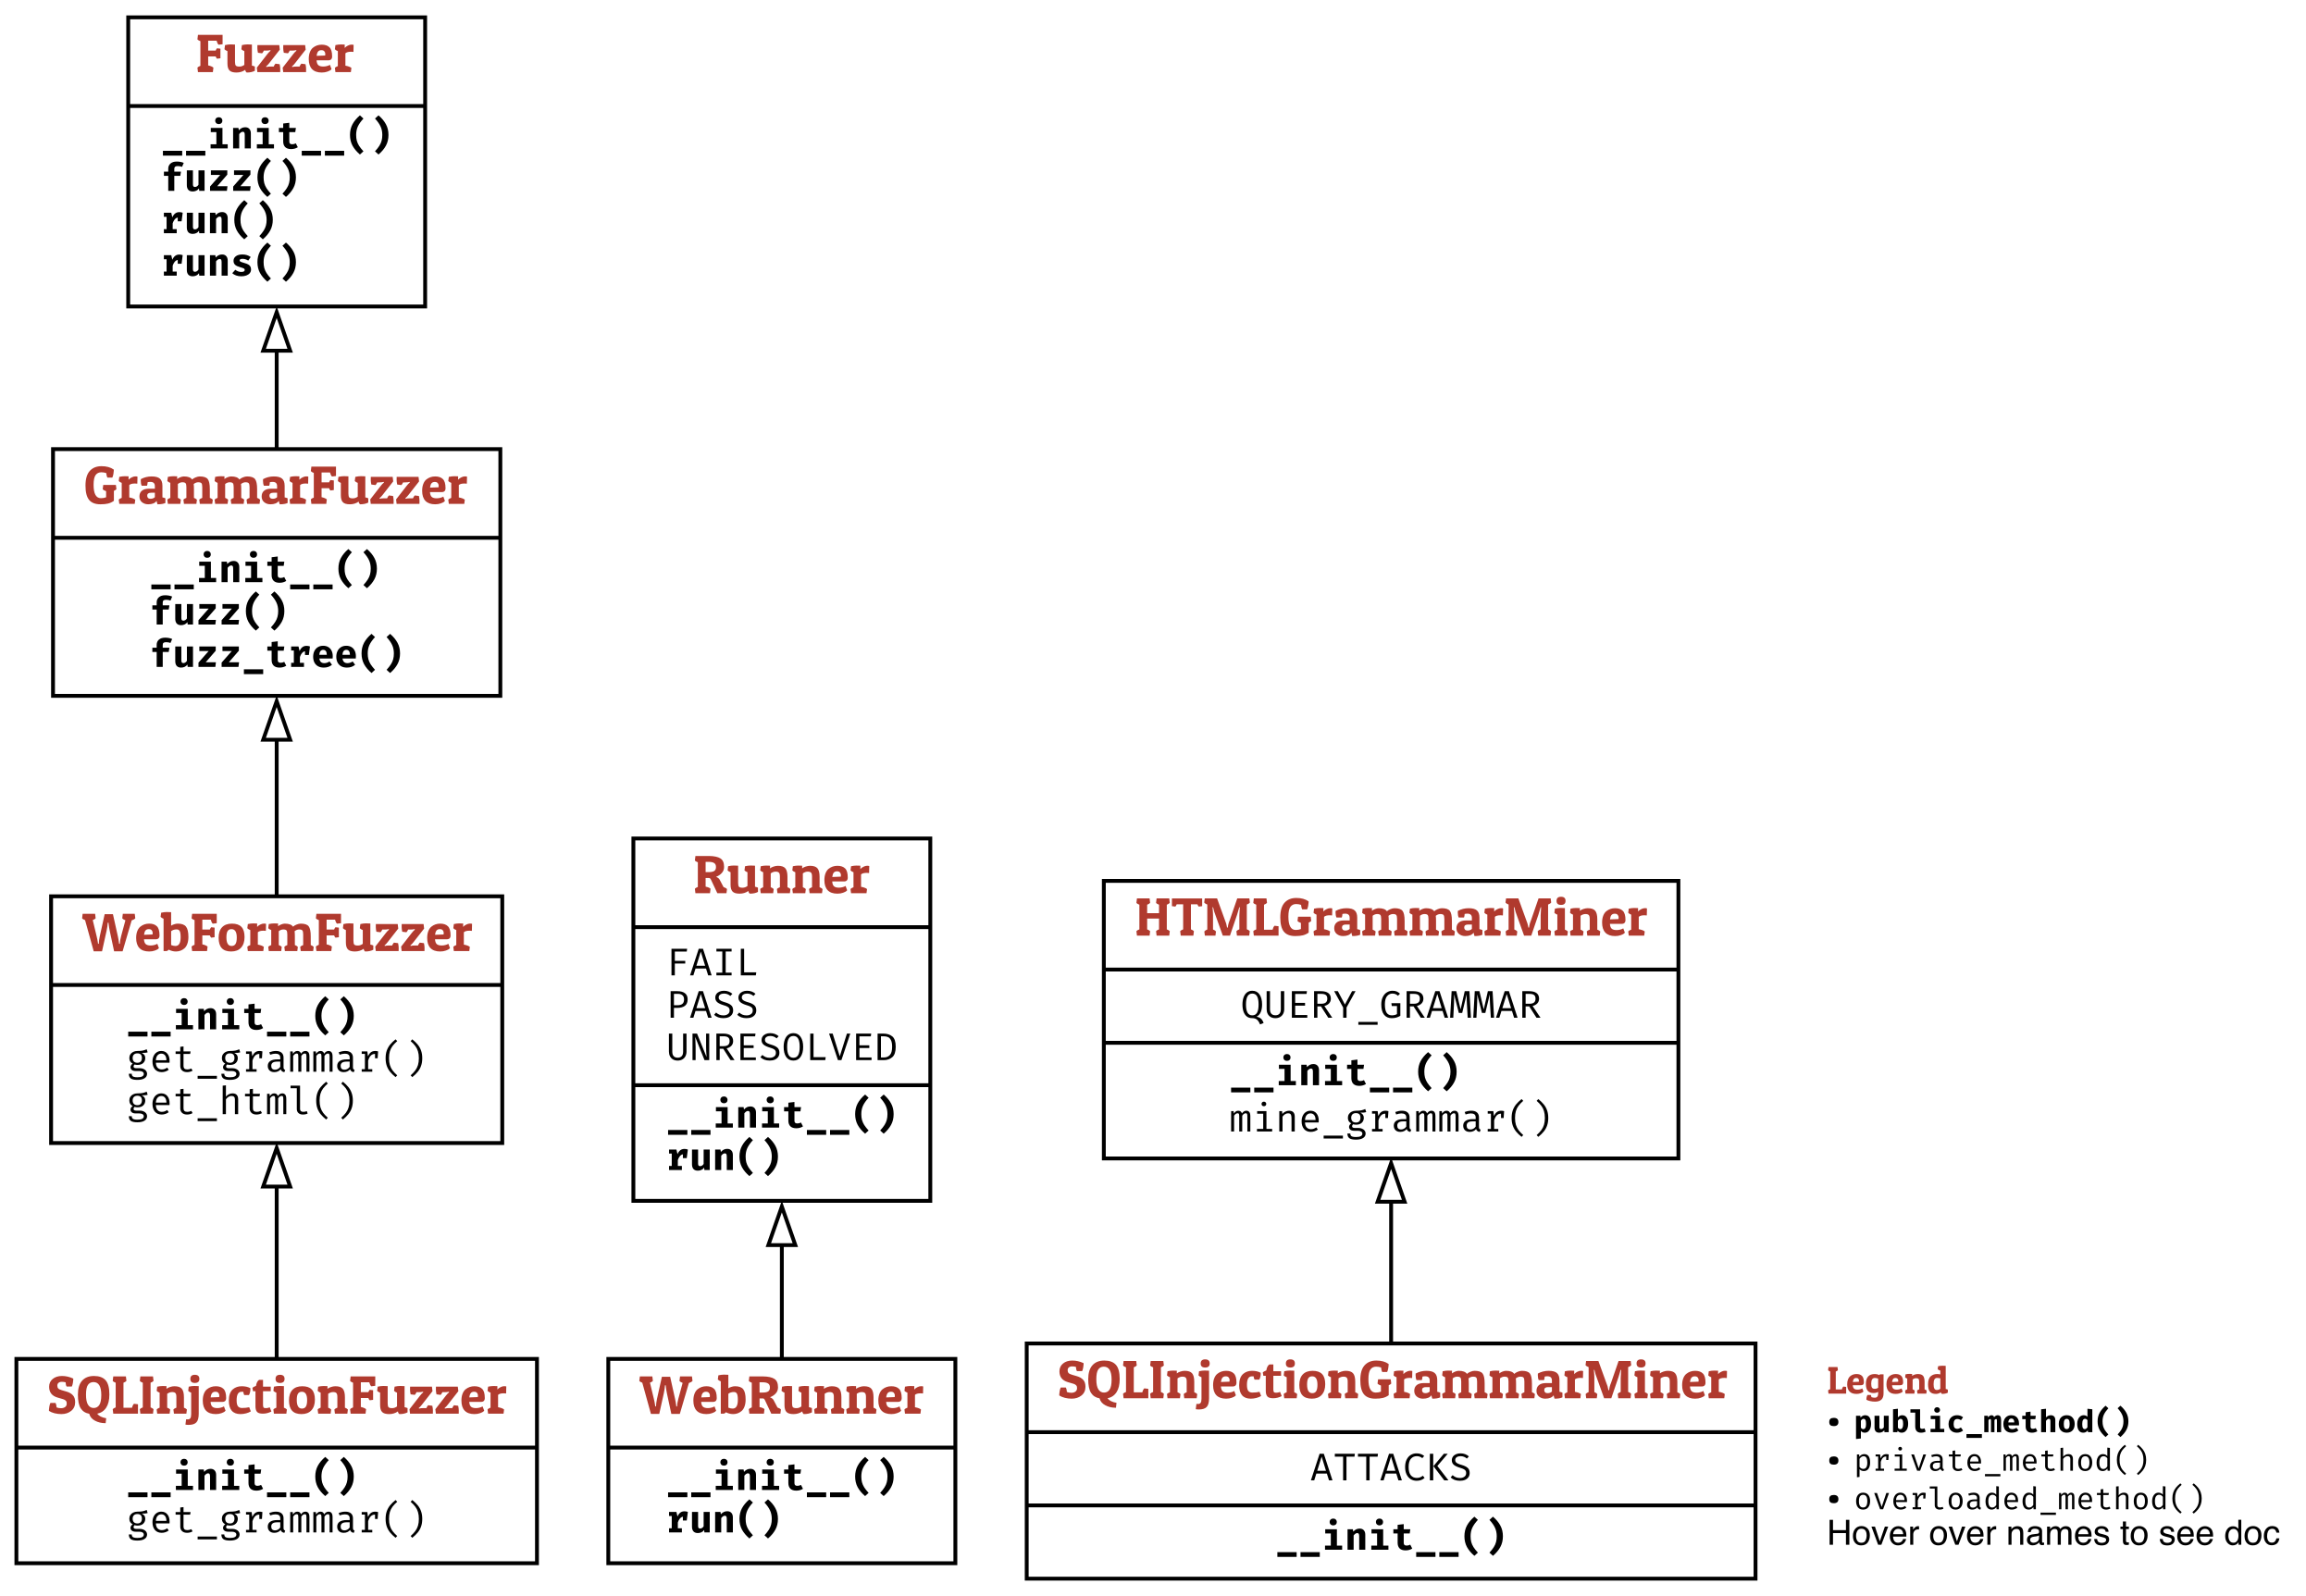 Fuzzer
__init__()
fuzz()
run()
runs()
GrammarFuzzer
__init__()
fuzz()
fuzz_tree()
WebFormFuzzer
__init__()
get_grammar()
get_html()
SQLInjectionFuzzer
__init__()
get_grammar()
Runner
FAIL
PASS
UNRESOLVED
__init__()
run()
WebRunner
__init__()
run()
HTMLGrammarMiner
QUERY_GRAMMAR
__init__()
mine_grammar()
SQLInjectionGrammarMiner
ATTACKS
__init__()
Legend
• public_method()
• private_method()
• overloaded_method()
Hover over names to see doc